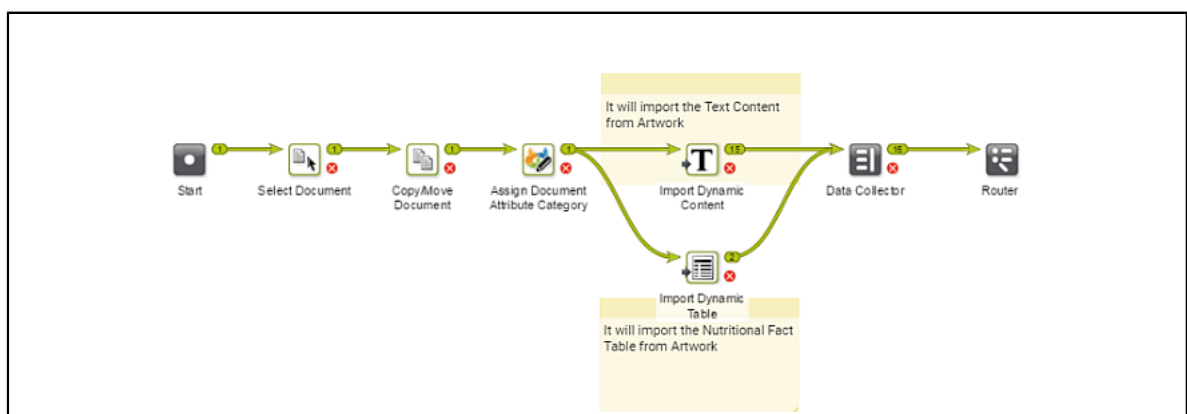 It will import the Text Content
from Artwork
1
1
1
1
15
16
Start
Select Document
Copy/Move
Document
Assign Document
Attribute Category
T
Import Dynamic
Content
Data Collector
Router
2
Import Dynamic
Table
It will import the Nutritional Fact
Table from Artwork